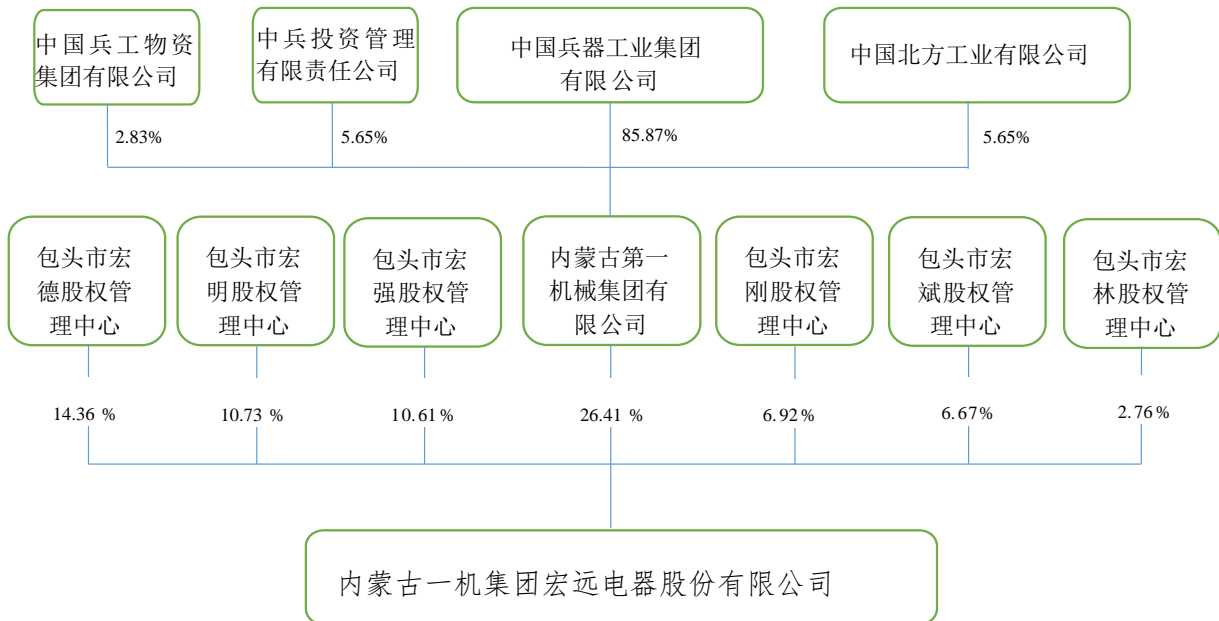 中国兵工物资
集团有限公司
中兵投资管理
有限责任公司
中国兵器工业集团
有限公司
中国北方工业有限公司
2.83%
5.65%
85.87%
5.65%
包头市宏
德股权管
理中心
包头市宏
明股权管
理中心
包头市宏
强股权管
理中心
内蒙古第一
机械集团有
限公司
包头市宏
刚股权管
理中心
包头市宏
斌股权管
理中心
包头市宏
林股权管
理中心
14.36 %
10.73 %
10.61 %
26.41 %
6.92%
6.67%
2.76%
内蒙古一机集团宏远电器股份有限公司